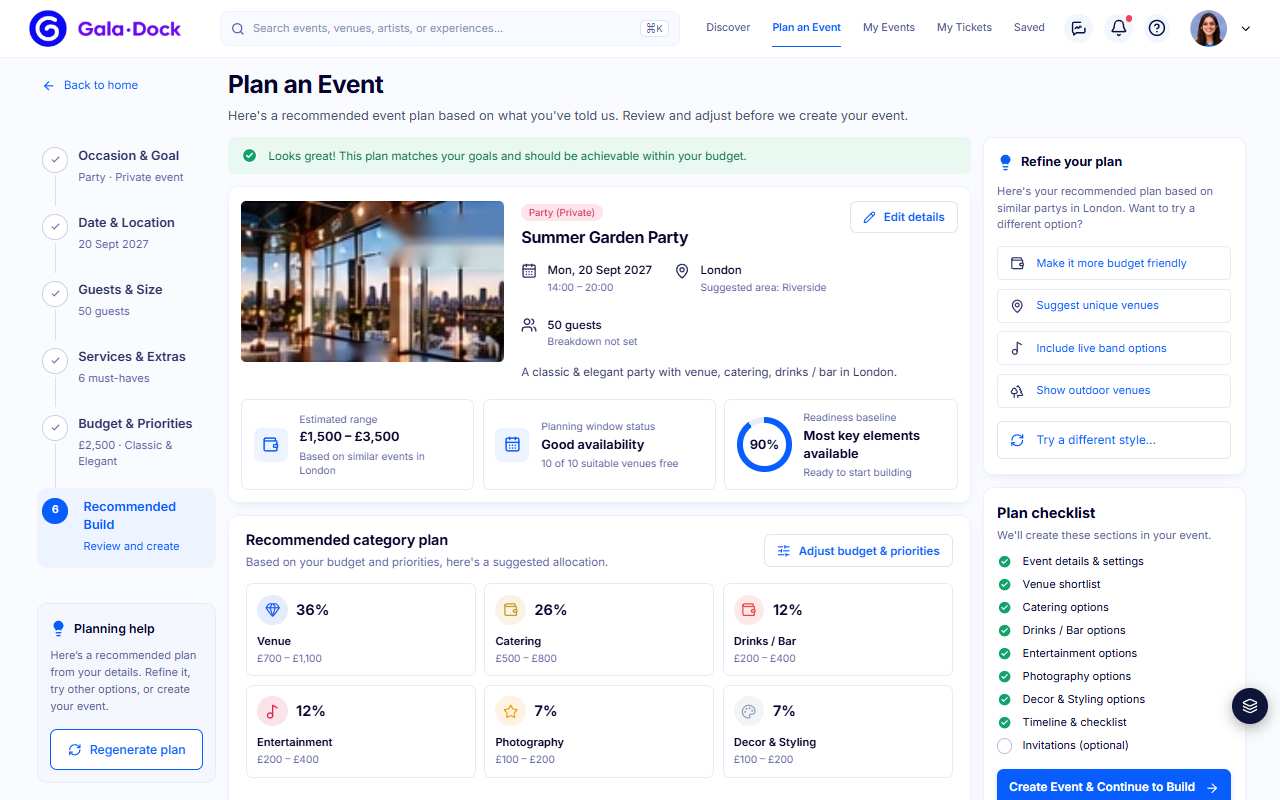 Gala·Dock
Search events, venues, artists, or experiences...
⌘K
Discover
Plan an Event
My Events
My Tickets
Saved
Back to home
Plan an Event
Here's a recommended event plan based on what you've told us. Review and adjust before we create your event.
Occasion & Goal
Party · Private event
Date & Location
20 Sept 2027
Guests & Size
50 guests
Services & Extras
6 must-haves
Budget & Priorities
£2,500 · Classic &
Elegant
6
Recommended
Build
Review and create
Planning help
Here's a recommended plan
from your details. Refine it,
try other options, or create
your event.
Regenerate plan
Looks great! This plan matches your goals and should be achievable within your budget.
Party (Private)
Edit details
Summer Garden Party
Mon, 20 Sept 2027
14:00 – 20:00
London
Suggested area: Riverside
50 guests
Breakdown not set
A classic & elegant party with venue, catering, drinks / bar in London.
Estimated range
£1,500 – £3,500
Based on similar events in
London
Planning window status
Good availability
10 of 10 suitable venues free
90%
Readiness baseline
Most key elements
available
Ready to start building
Recommended category plan
Based on your budget and priorities, here's a suggested allocation.
Adjust budget & priorities
36%
Venue
£700 – £1,100
26%
Catering
£500 – £800
12%
Drinks / Bar
£200 – £400
12%
Entertainment
£200 – £400
7%
Photography
£100 – £200
7%
Decor & Styling
£100 – £200
Refine your plan
Here's your recommended plan based on
similar partys in London. Want to try a
different option?
Make it more budget friendly
Suggest unique venues
Include live band options
Show outdoor venues
Try a different style...
Plan checklist
We'll create these sections in your event.
Event details & settings
Venue shortlist
Catering options
Drinks / Bar options
Entertainment options
Photography options
Decor & Styling options
Timeline & checklist
Invitations (optional)
Create Event & Continue to Build